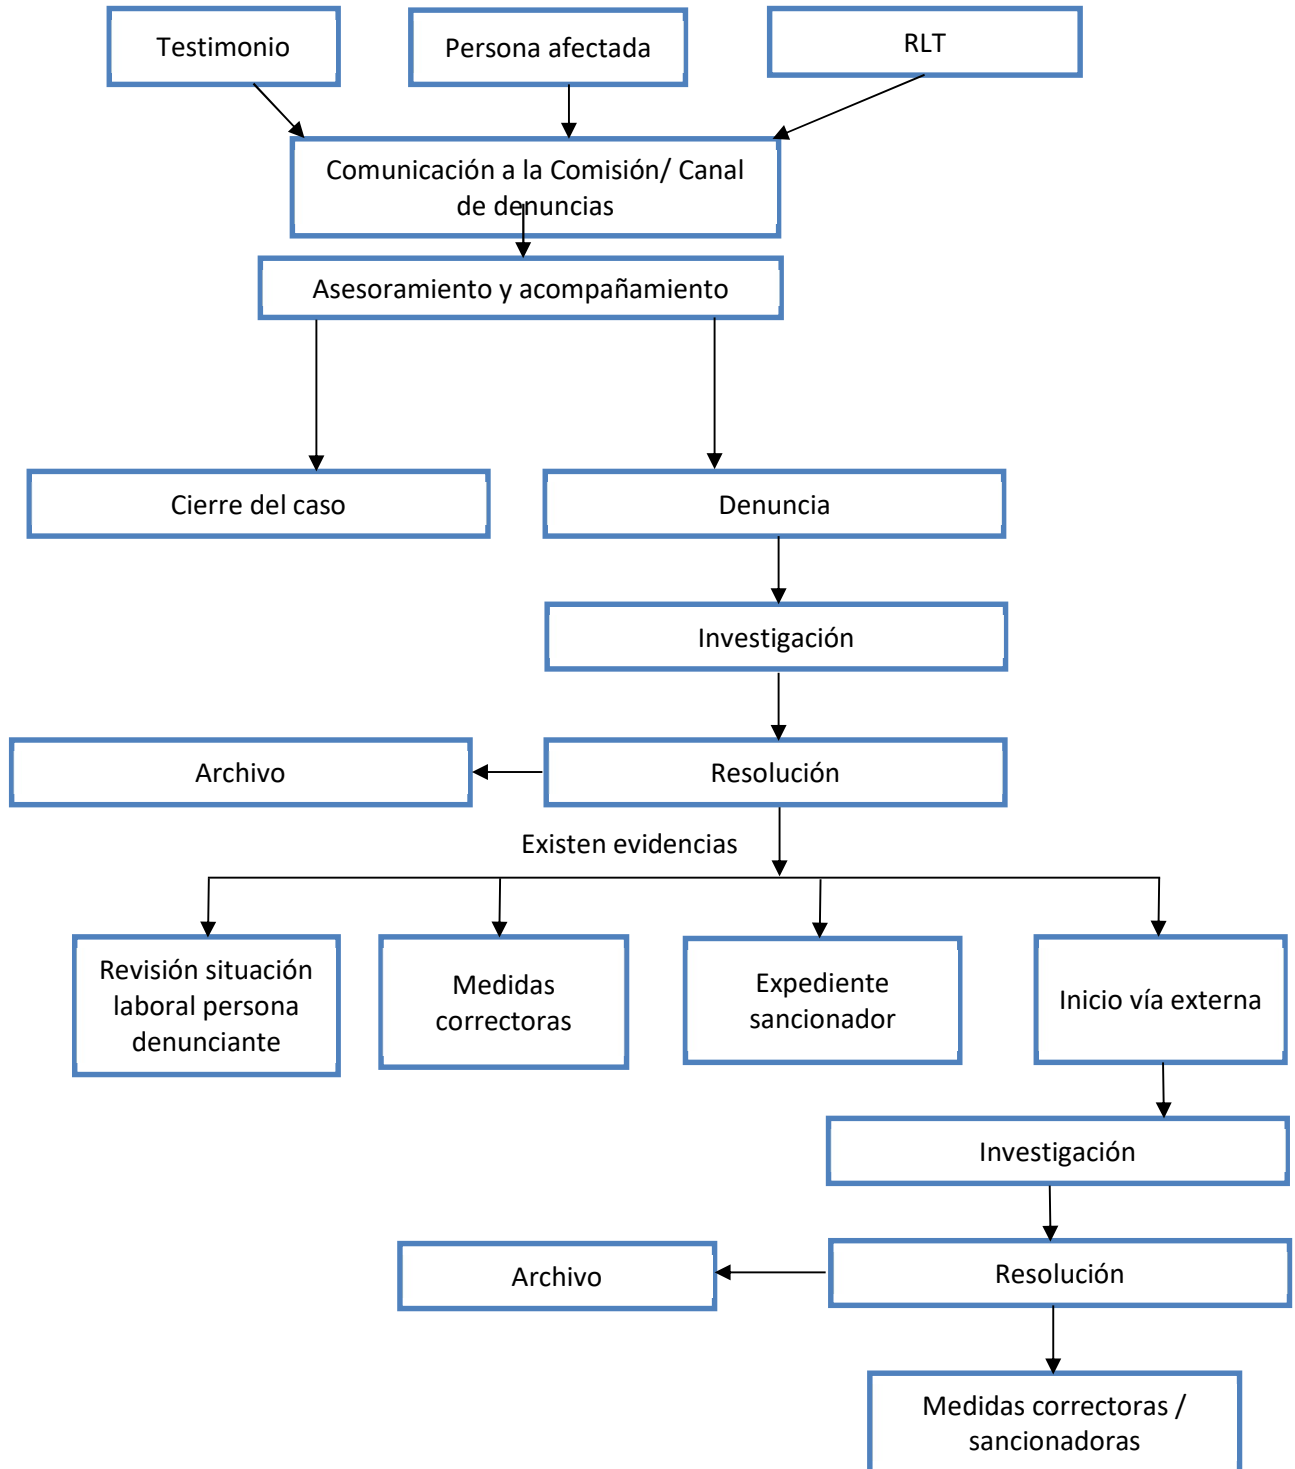 Testimonio
Persona afectada
RLT
Comunicación a la Comisión/ Canal
de denuncias
Asesoramiento y acompañamiento
Cierre del caso
Denuncia
Investigación
Archivo
Resolución
Existen evidencias
Revisión situación
laboral persona
denunciante
Medidas
correctoras
Expediente
sancionador
Inicio vía externa
Investigación
Archivo
Resolución
Medidas correctoras /
sancionadoras